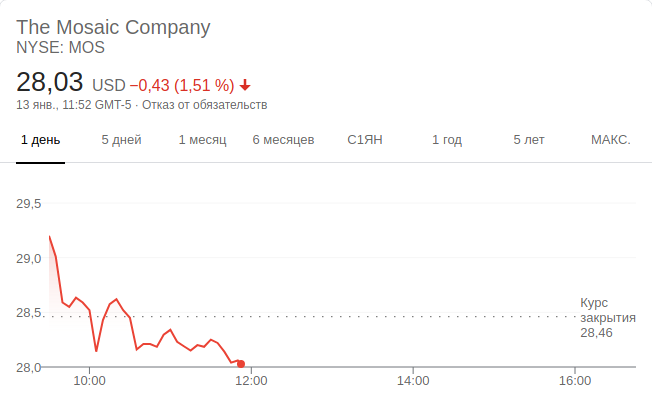 The Mosaic Company
NYSE: MOS
28,03 USD −0,43 (1,51 %)
13 янв., 11:52 GMT-5 · Отказ от обязательств
1 день 5 дней 1 месяц 6 месяцев С1ЯН 1 год 5 лет МАКС.
29,5
29,0
28,5
28,0
Курс
закрытия
28,46
10:00 12:00 14:00 16:00